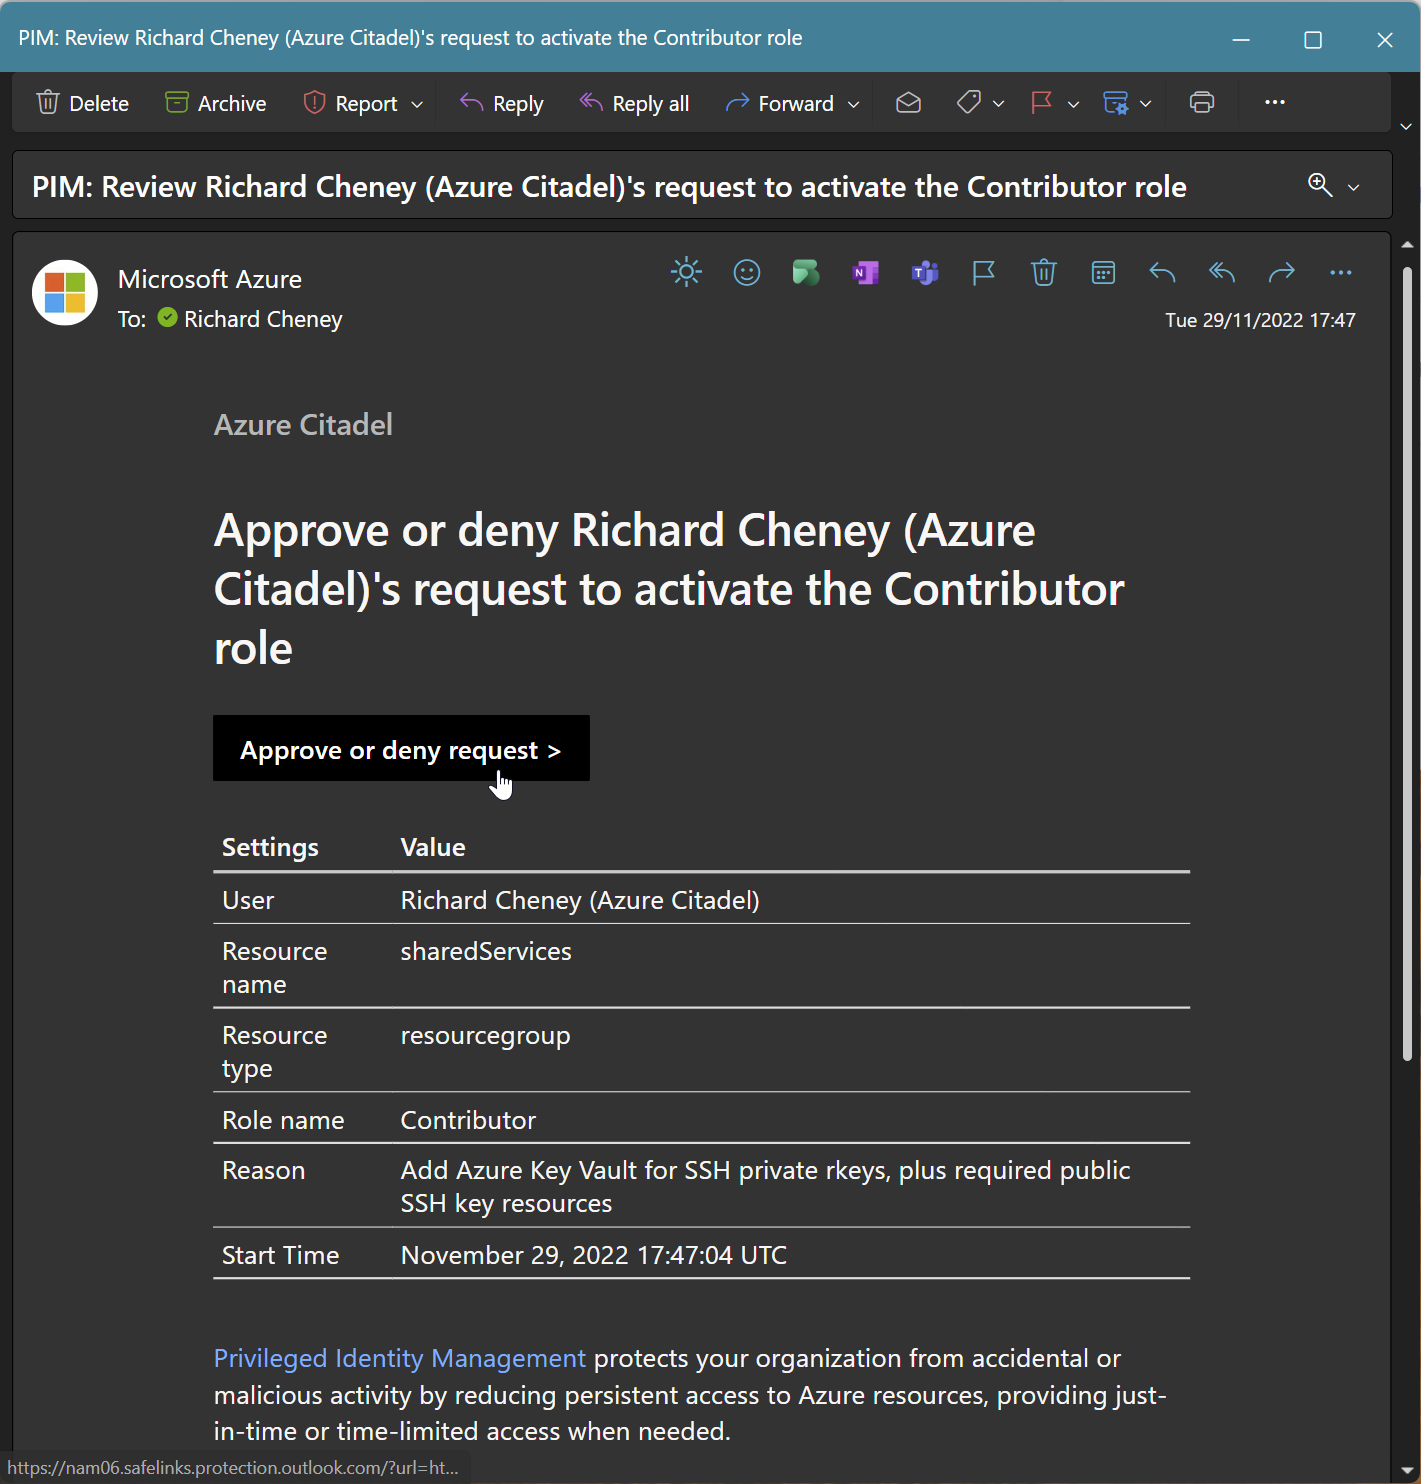 PIM: Review Richard Cheney (Azure Citadel)'s request to activate the Contributor role
Delete Archive Report Reply Reply all Forward
PIM: Review Richard Cheney (Azure Citadel)'s request to activate the Contributor role
Microsoft Azure
To: Richard Cheney
Tue 29/11/2022 17:47
Azure Citadel
Approve or deny Richard Cheney (Azure
Citadel)'s request to activate the Contributor
role
Approve or deny request >
Settings Value
User Richard Cheney (Azure Citadel)
Resource sharedServices
name
Resource resourcegroup
type
Role name Contributor
Reason Add Azure Key Vault for SSH private rkeys, plus required public
SSH key resources
Start Time November 29, 2022 17:47:04 UTC
Privileged Identity Management protects your organization from accidental or
malicious activity by reducing persistent access to Azure resources, providing just-
in-time or time-limited access when needed.
https://nam06.safelinks.protection.outlook.com/?url=ht...